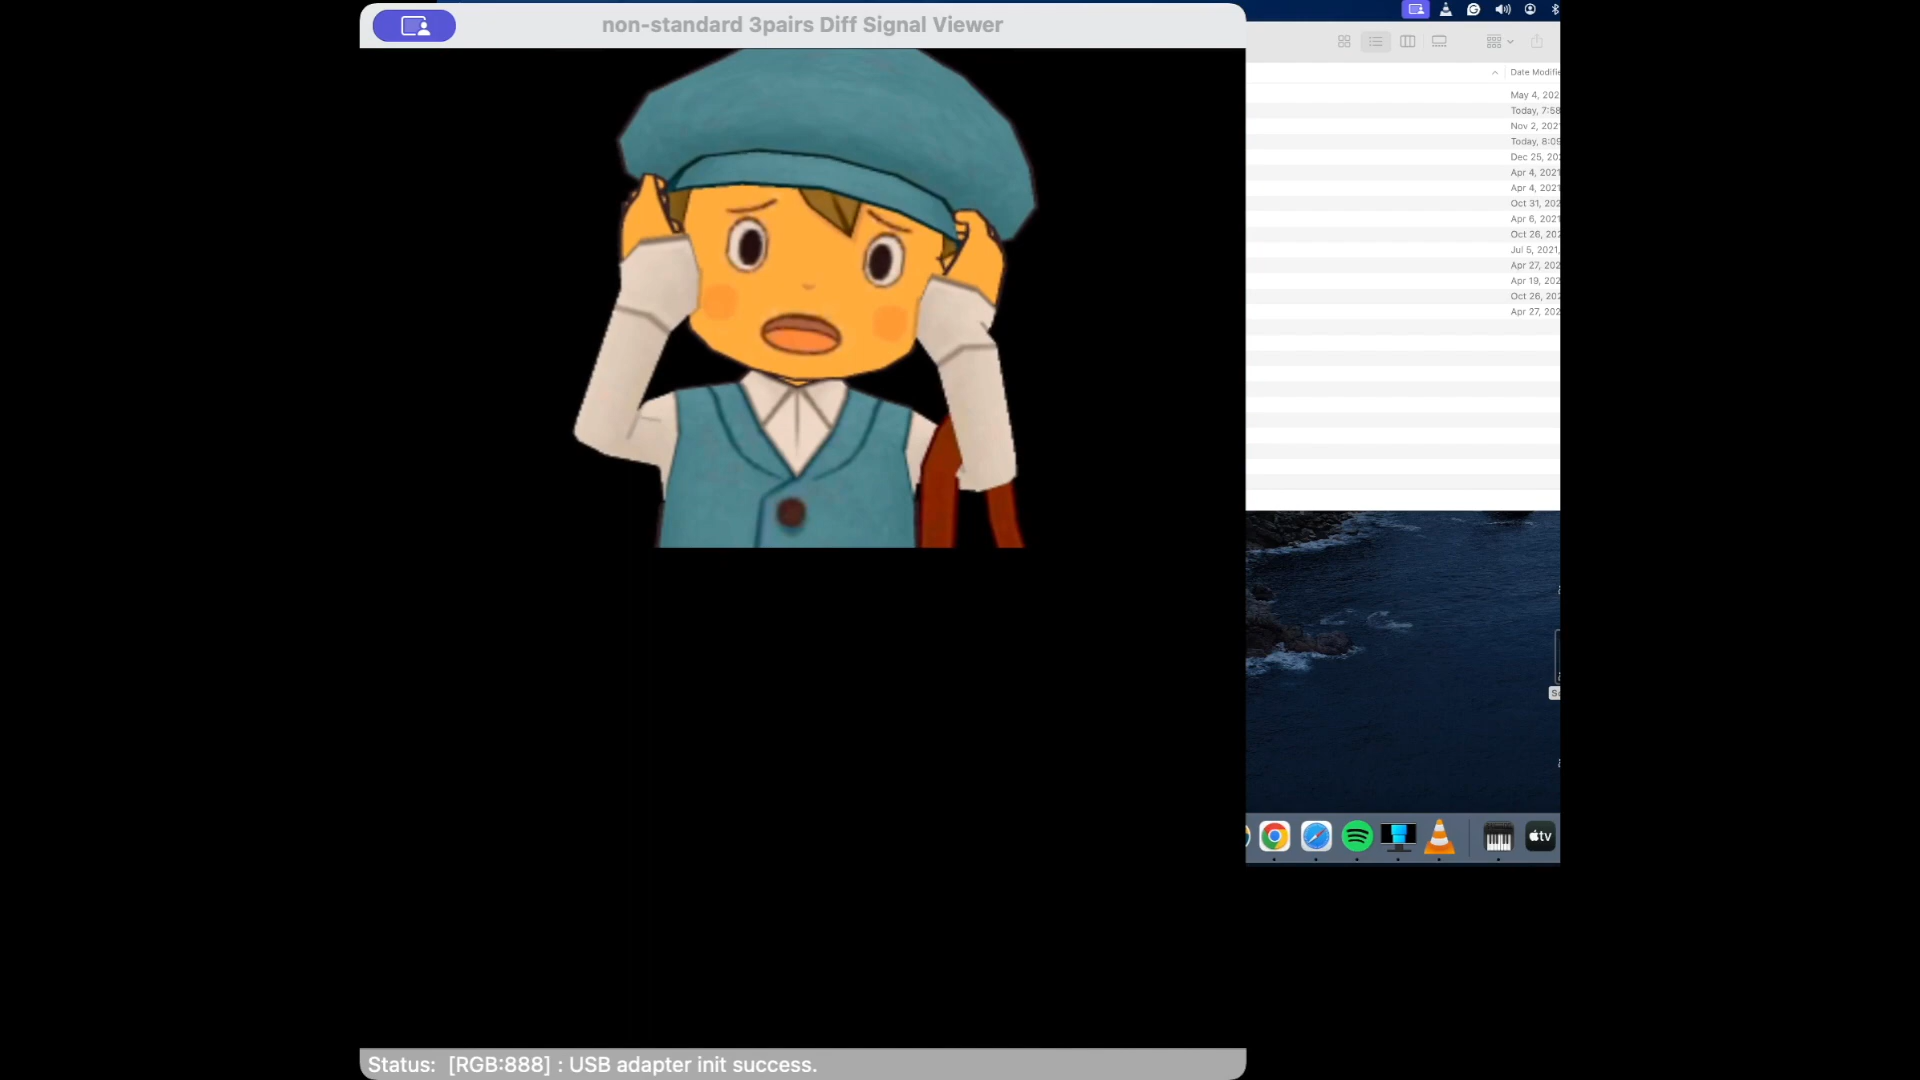 non-standard 3pairs Diff Signal Viewer
Date Modifie
May 4, 202
Today, 7:58
Nov 2, 2021
Today, 8:09
Dec 25, 202
Apr 4, 2021
Apr 4, 2021
Oct 31, 202
Apr 6, 2021
Oct 26, 202
Jul 5, 2021,
Apr 27, 202
Apr 19, 202
Oct 26, 202
Apr 27, 202
tv
Status: [RGB:888] : USB adapter init success.